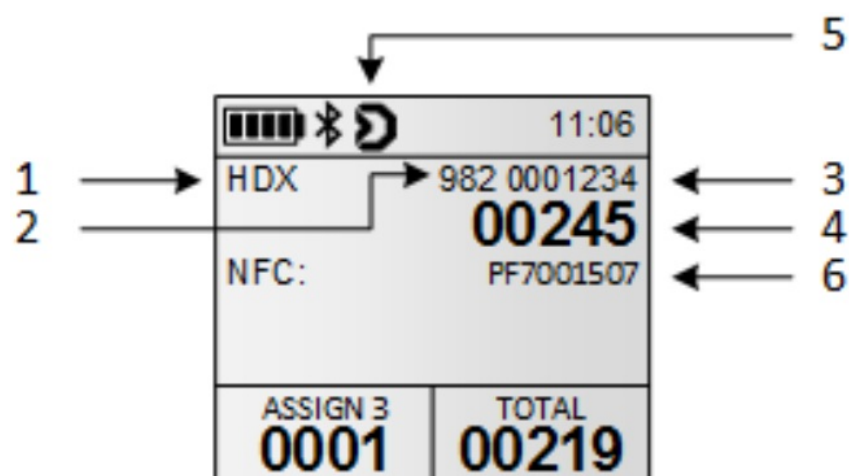 5
11:06
1 HDX 982 0001234 3
2 00245 4
NFC: PF7001507 6
ASSIGN 3 TOTAL
0001 00219